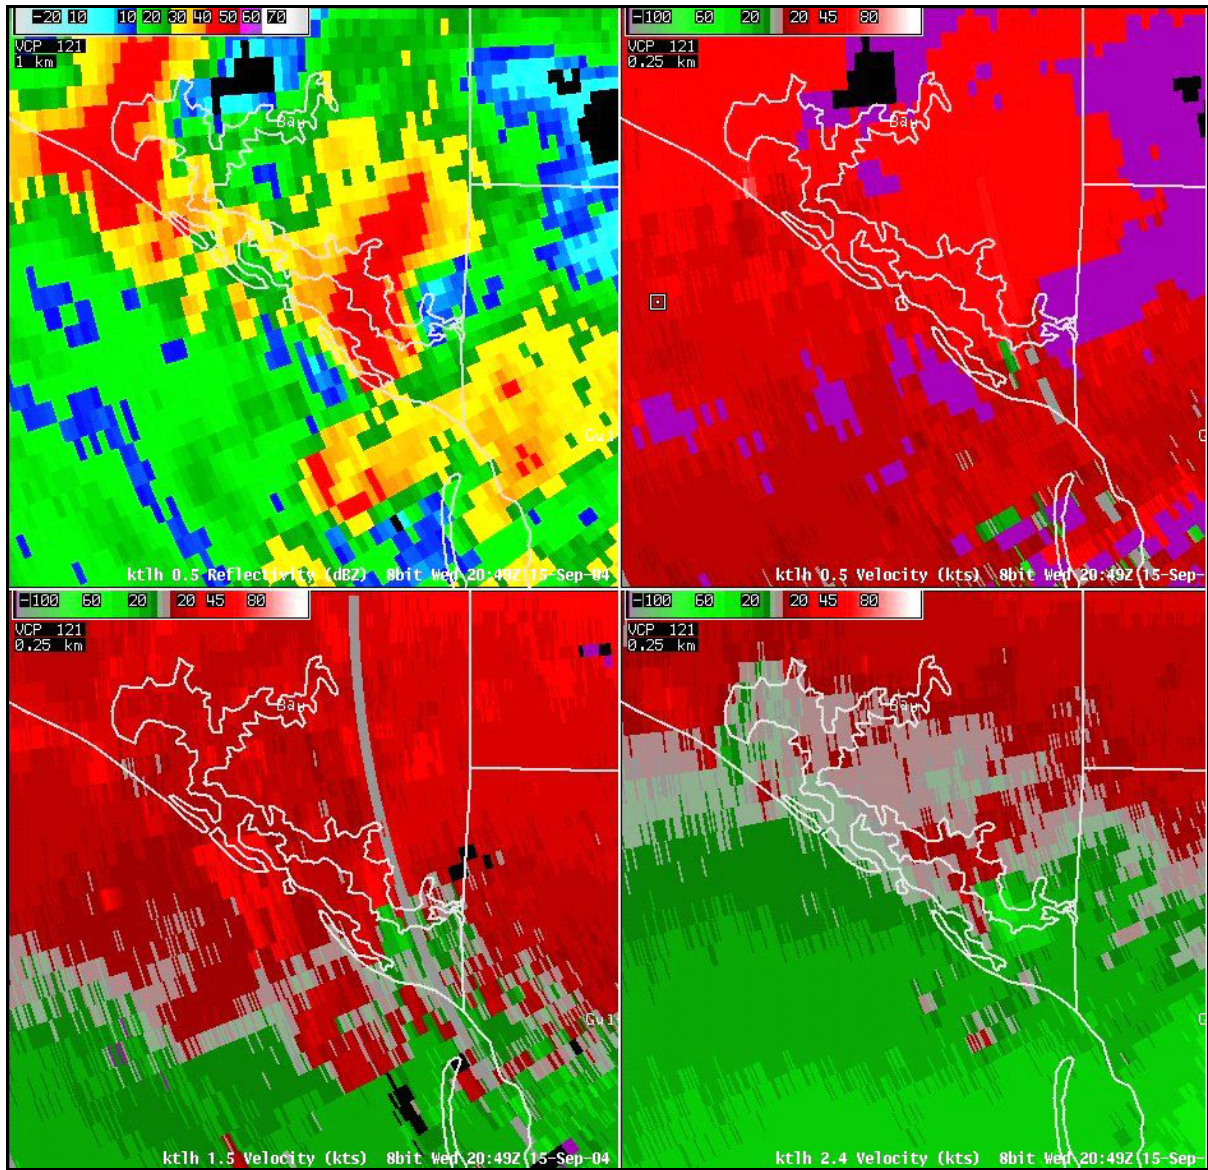 -20 10 10 20 30 40 50 60 70
VCP 121
1 km
Bay
Gul
ktlh 0.5 Reflectivity (dBZ) 8bit Wed 20:49Z(15-Sep-04
-100 60 20 20 45 80
VCP 121
0.25 km
Bay
G
ktlh 0.5 Velocity (kts) 8bit Wed 20:49Z(15-Sep-
-100 60 20 20 45 80
VCP 121
0.25 km
Bay
Gul
ktlh 1.5 Velocity (kts) 8bit Wed 20:49Z(15-Sep-04
-100 60 20 20 45 80
VCP 121
0.25 km
Bay
G
ktlh 2.4 Velocity (kts) 8bit Wed 20:49Z(15-Sep-